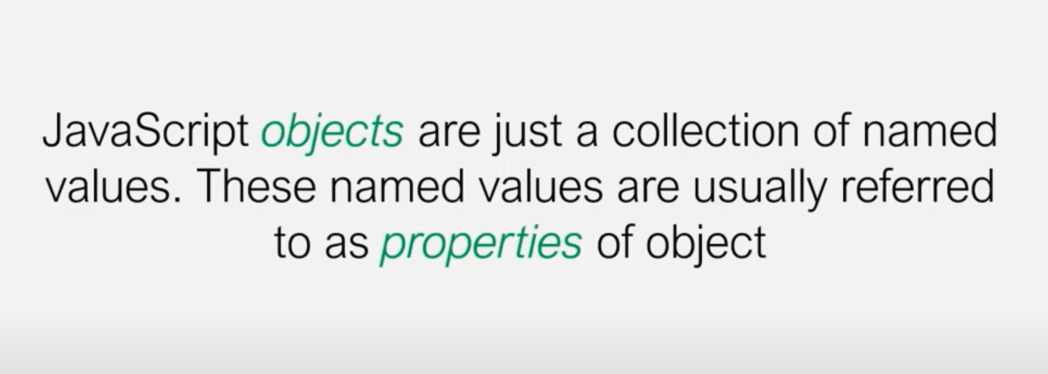 JavaScript objects are just a collection of named
values. These named values are usually referred
to as properties of object